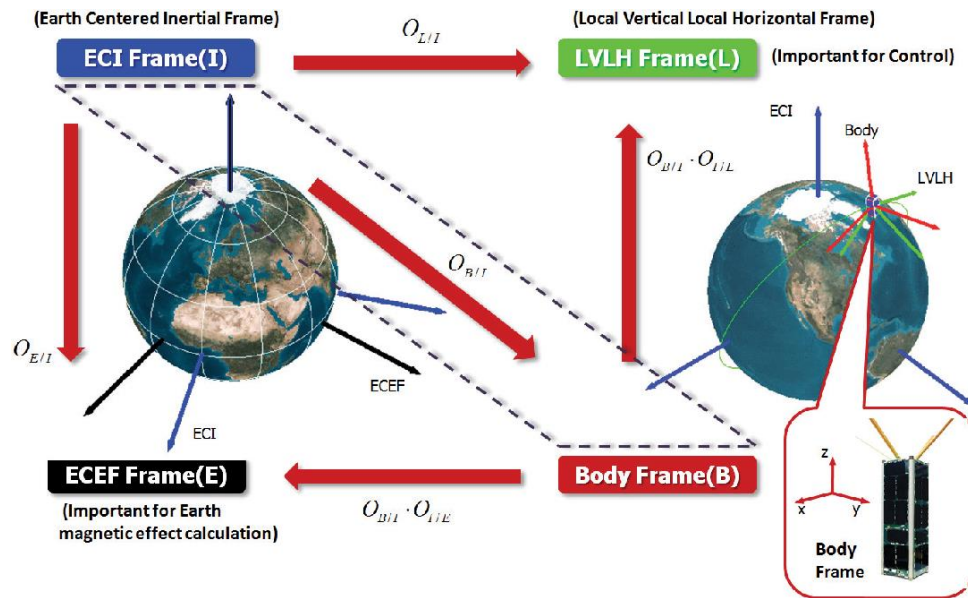 (Earth Centered Inertial Frame)
ECI Frame(I)
O_{L/I}
(Local Vertical Local Horizontal Frame)
LVLH Frame(L)
(Important for Control)
ECI
Body
LVLH
O_{B/I} · O_{I/L}
O_{B/I}
O_{E/I}
ECEF
ECI
ECEF Frame(E)
(Important for Earth
magnetic effect calculation)
O_{B/I} · O_{I/E}
Body Frame(B)
z
x
y
Body
Frame